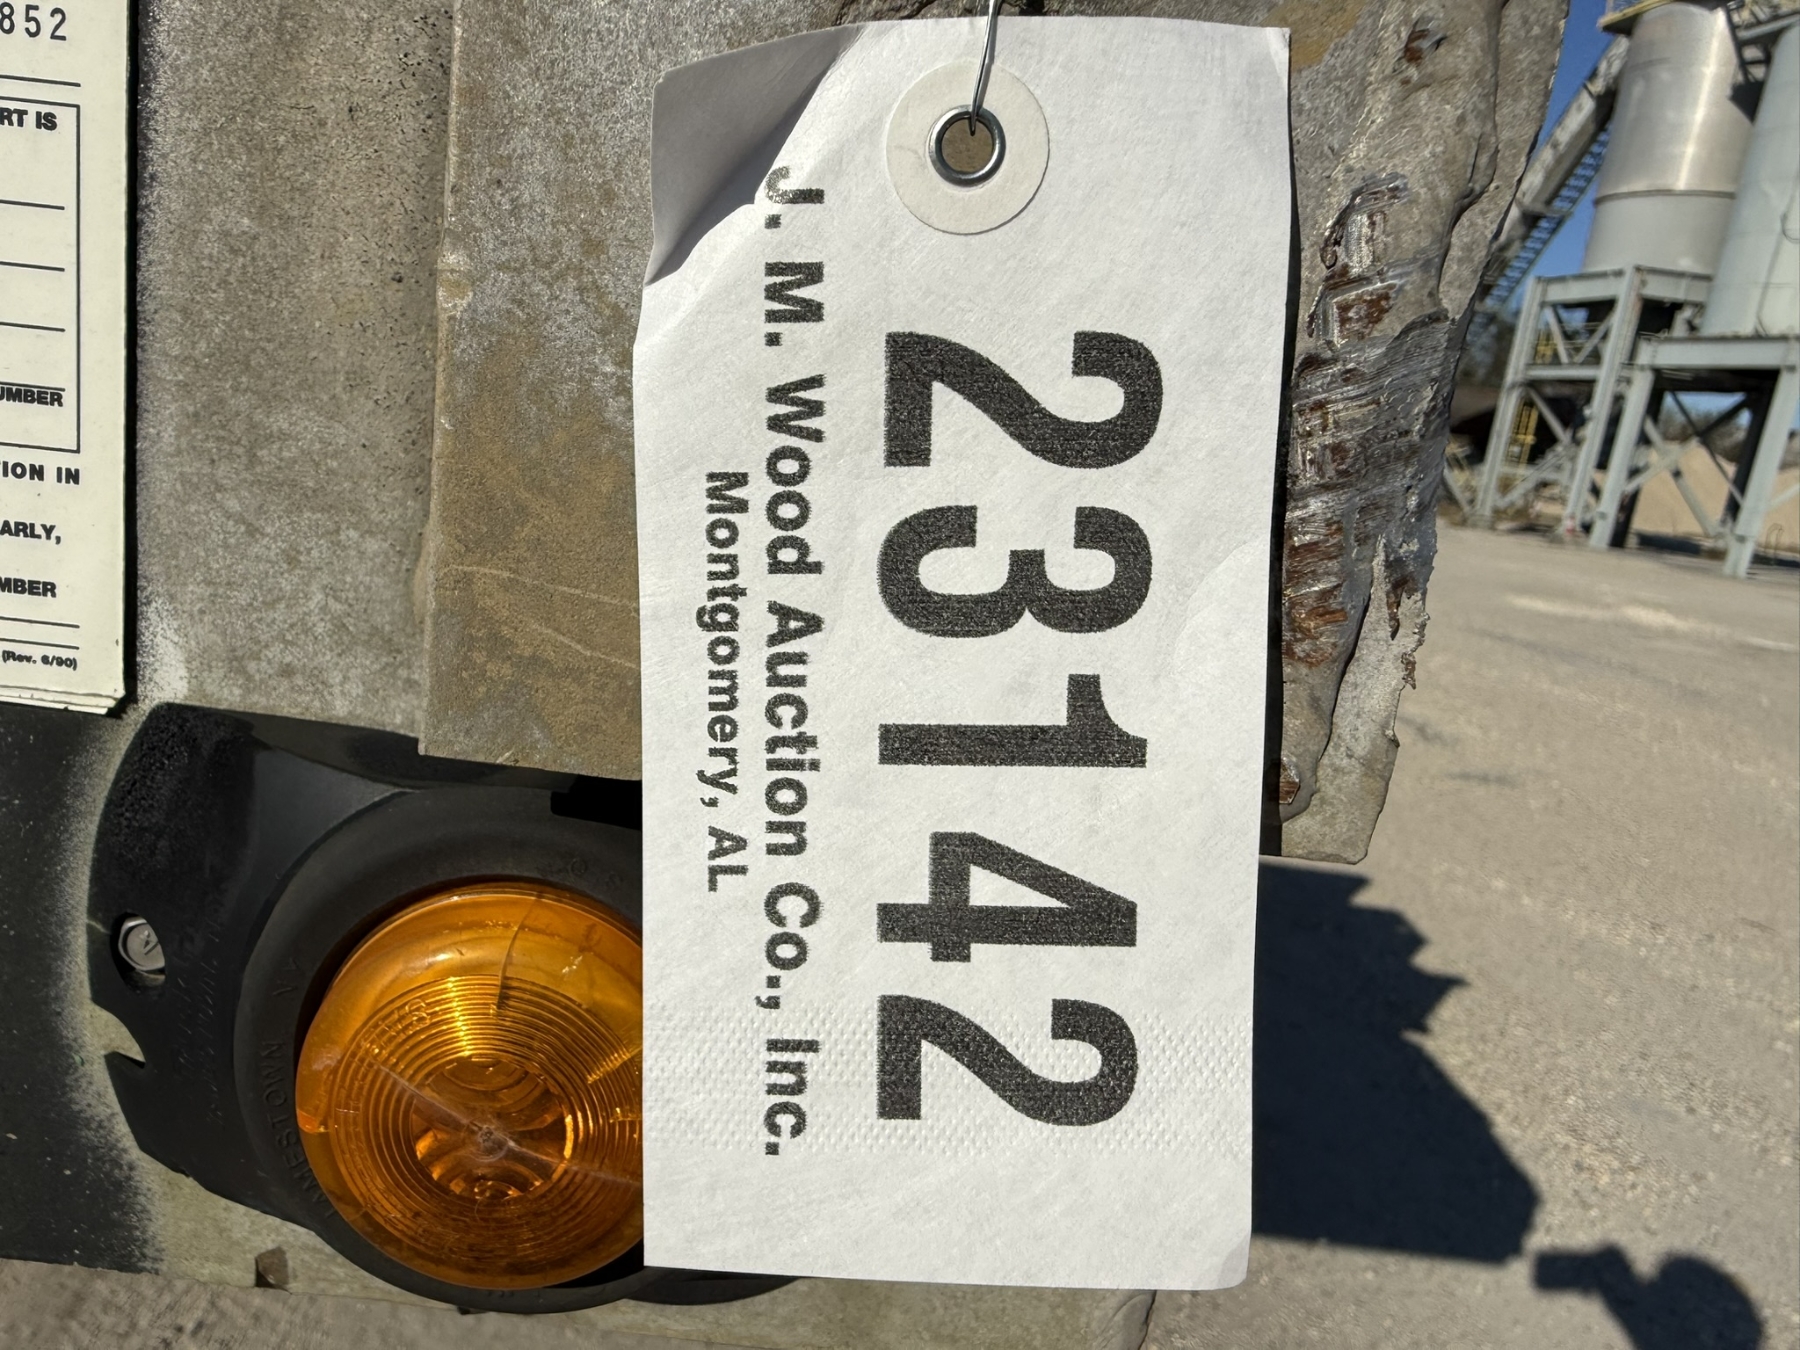 852
RT IS
UMBER
ION IN
ARLY,
MBER
(Rev. 6/90)
23142
J. M. Wood Auction Co., Inc.
Montgomery, AL